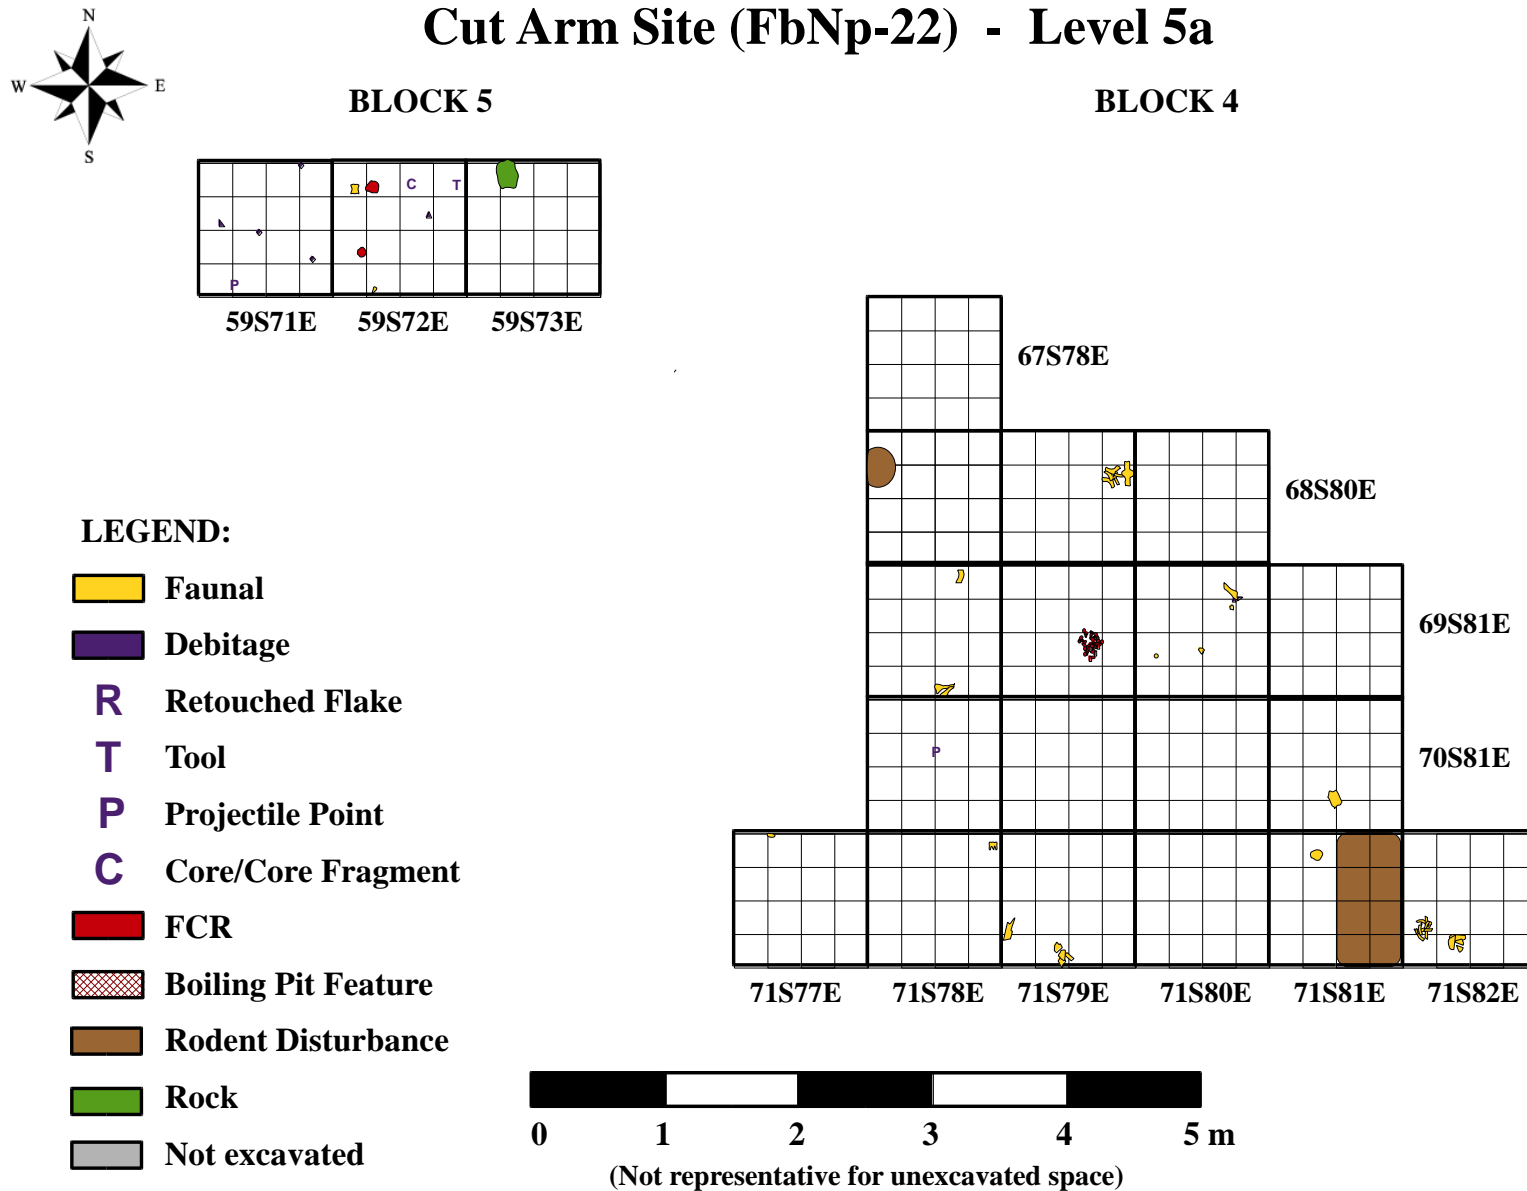 Cut Arm Site (FbNp-22) - Level 5a
N
W E
S
BLOCK 5
BLOCK 4
C T
P
59S71E 59S72E 59S73E
67S78E
68S80E
69S81E
P
70S81E
71S77E 71S78E 71S79E 71S80E 71S81E 71S82E
LEGEND:
Faunal
Debitage
R Retouched Flake
T Tool
P Projectile Point
C Core/Core Fragment
FCR
Boiling Pit Feature
Rodent Disturbance
Rock
Not excavated
0 1 2 3 4 5 m
(Not representative for unexcavated space)